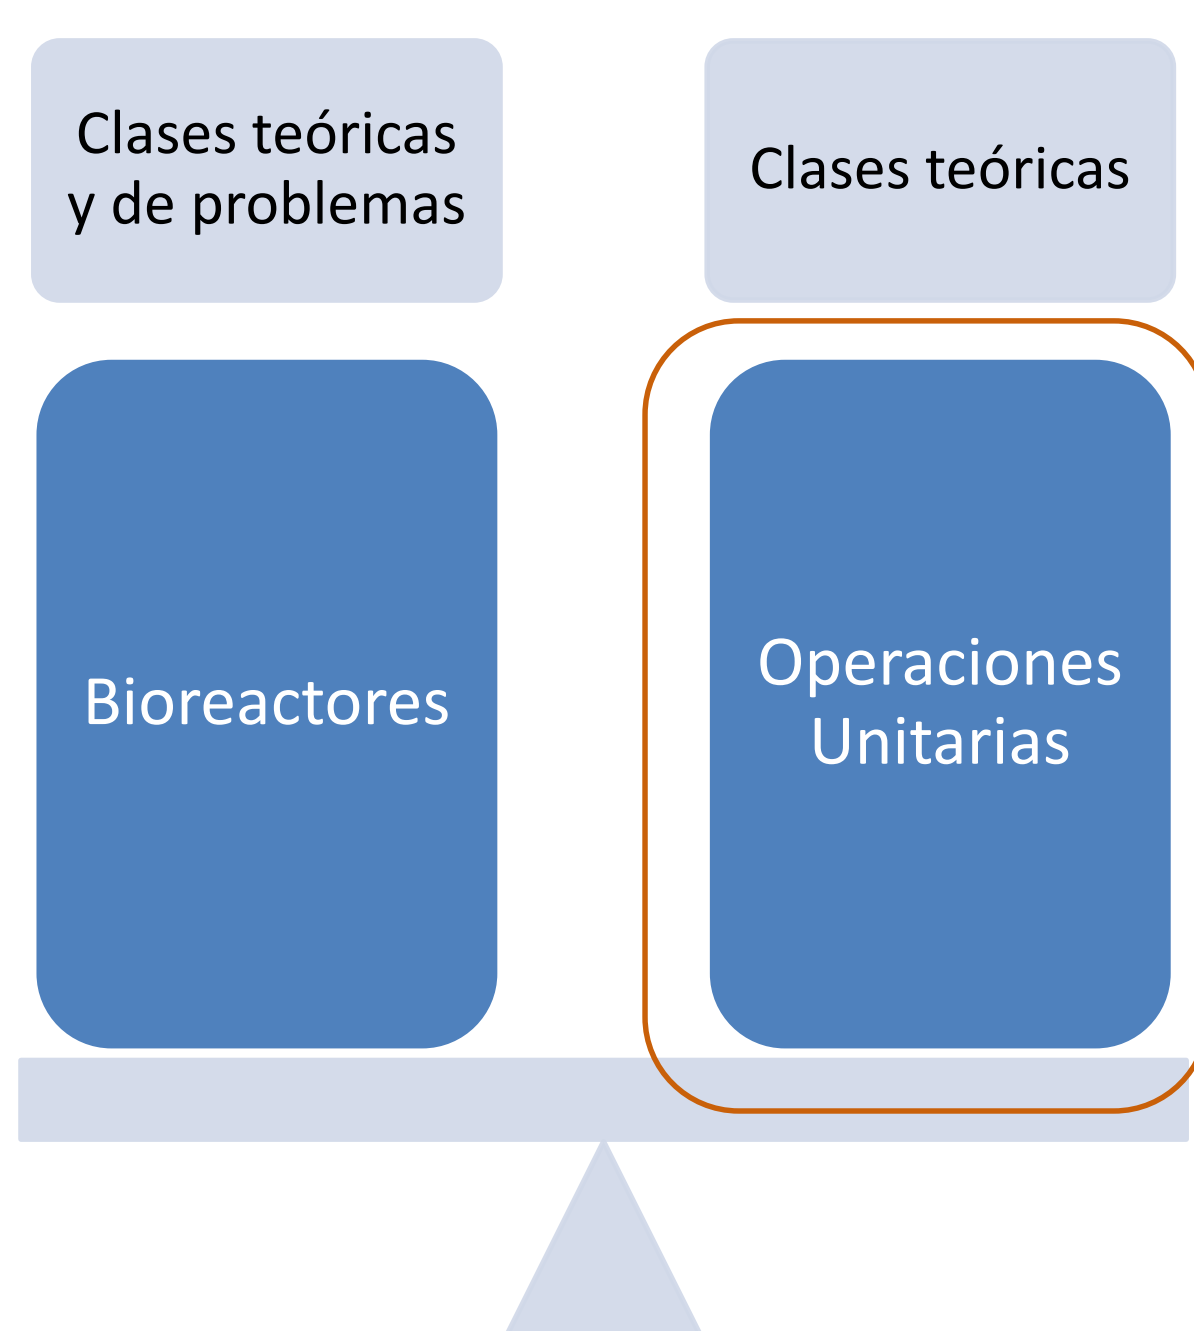 Clases teóricas
y de problemas
Clases teóricas
Bioreactores
Operaciones
Unitarias